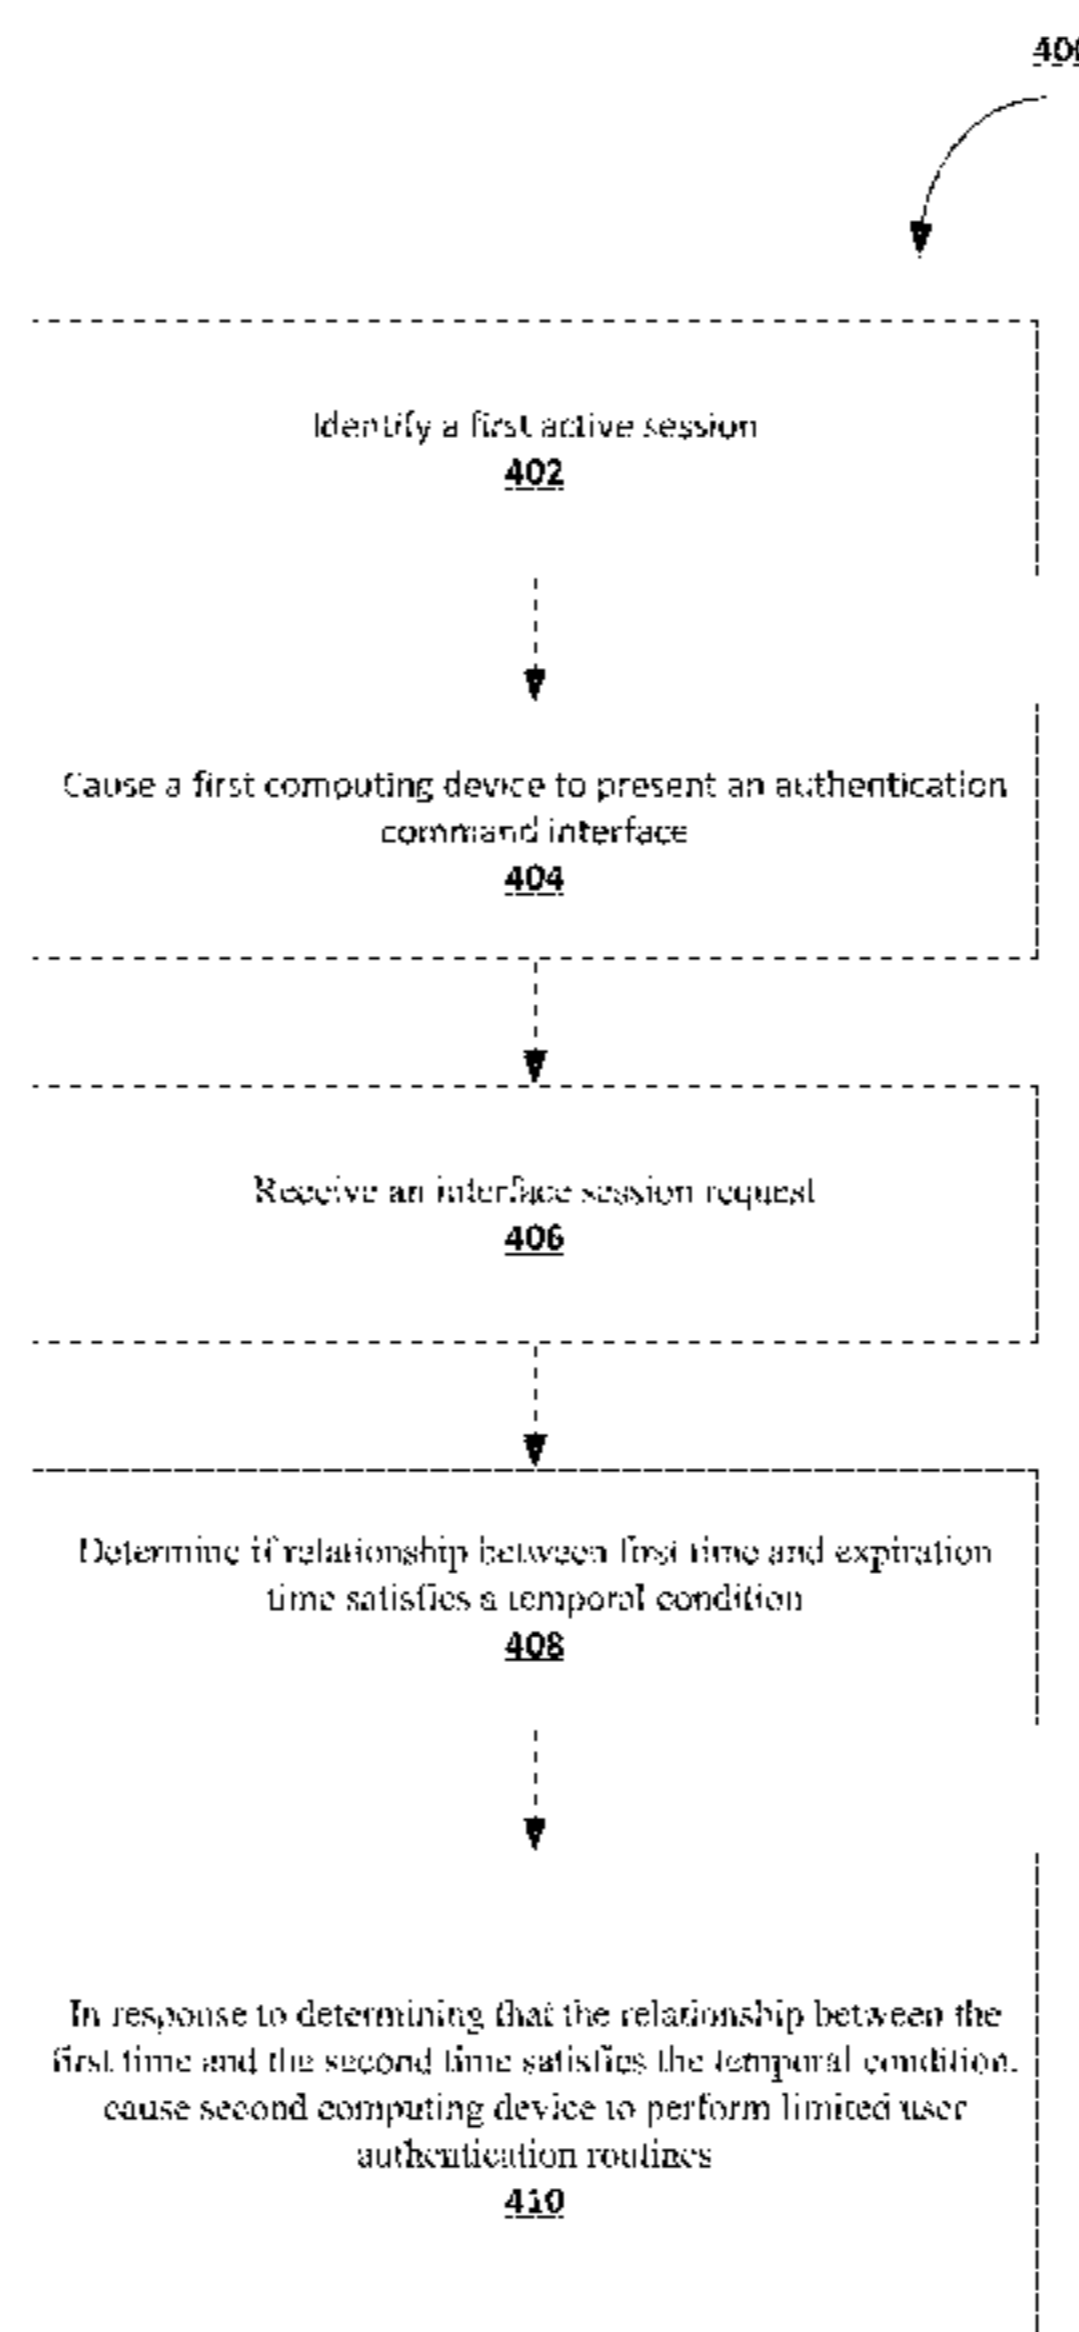 400
Identify a first active session
402
Cause a first computing device to present an authentication
command interface
404
Receive an interface session request
406
Determine if relationship between first time and expiration
time satisfies a temporal condition
408
In response to determining that the relationship between the
first time and the second time satisfies the temporal condition,
cause second computing device to perform limited user
authentication routines
410